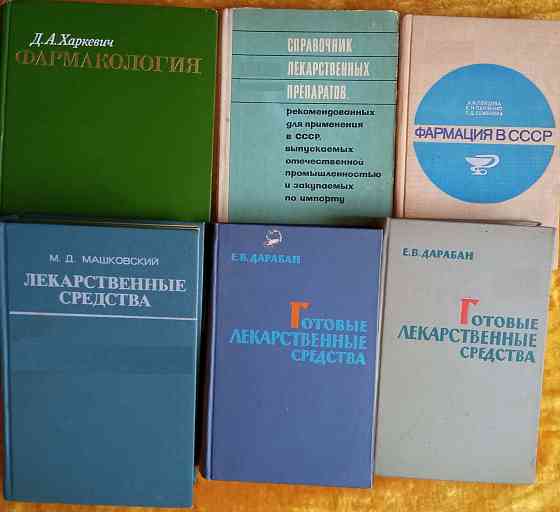 Д.А.Харкевич
ФАРМАКОЛОГИЯ
СПРАВОЧНИК
ЛЕКАРСТВЕННЫХ
ПРЕПАРАТОВ,
рекомендованных
для применения
в СССР,
выпускаемых
отечественной
промышленностью
и закупаемых
по импорту
ФАРМАЦИЯ В СССР
М. Д. МАШКОВСКИЙ
ЛЕКАРСТВЕННЫЕ
СРЕДСТВА
Е.В.ДАРАБАН
ГОТОВЫЕ
ЛЕКАРСТВЕННЫЕ
СРЕДСТВА
Е.В.ДАРАБАН
ГОТОВЫЕ
ЛЕКАРСТВЕННЫЕ
СРЕДСТВА